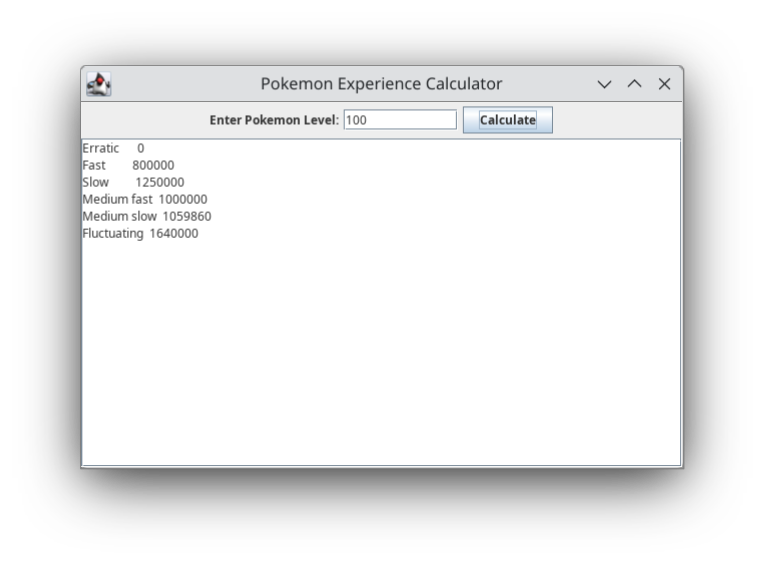 Pokemon Experience Calculator
Enter Pokemon Level: 100 Calculate
Erratic 0
Fast 800000
Slow 1250000
Medium fast 1000000
Medium slow 1059860
Fluctuating 1640000